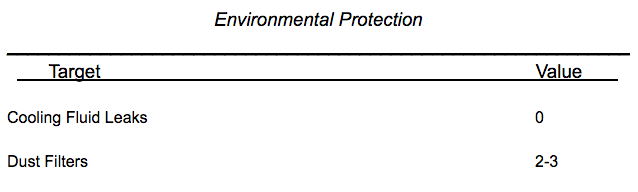 Environmental Protection
Target Value
Cooling Fluid Leaks 0
Dust Filters 2-3